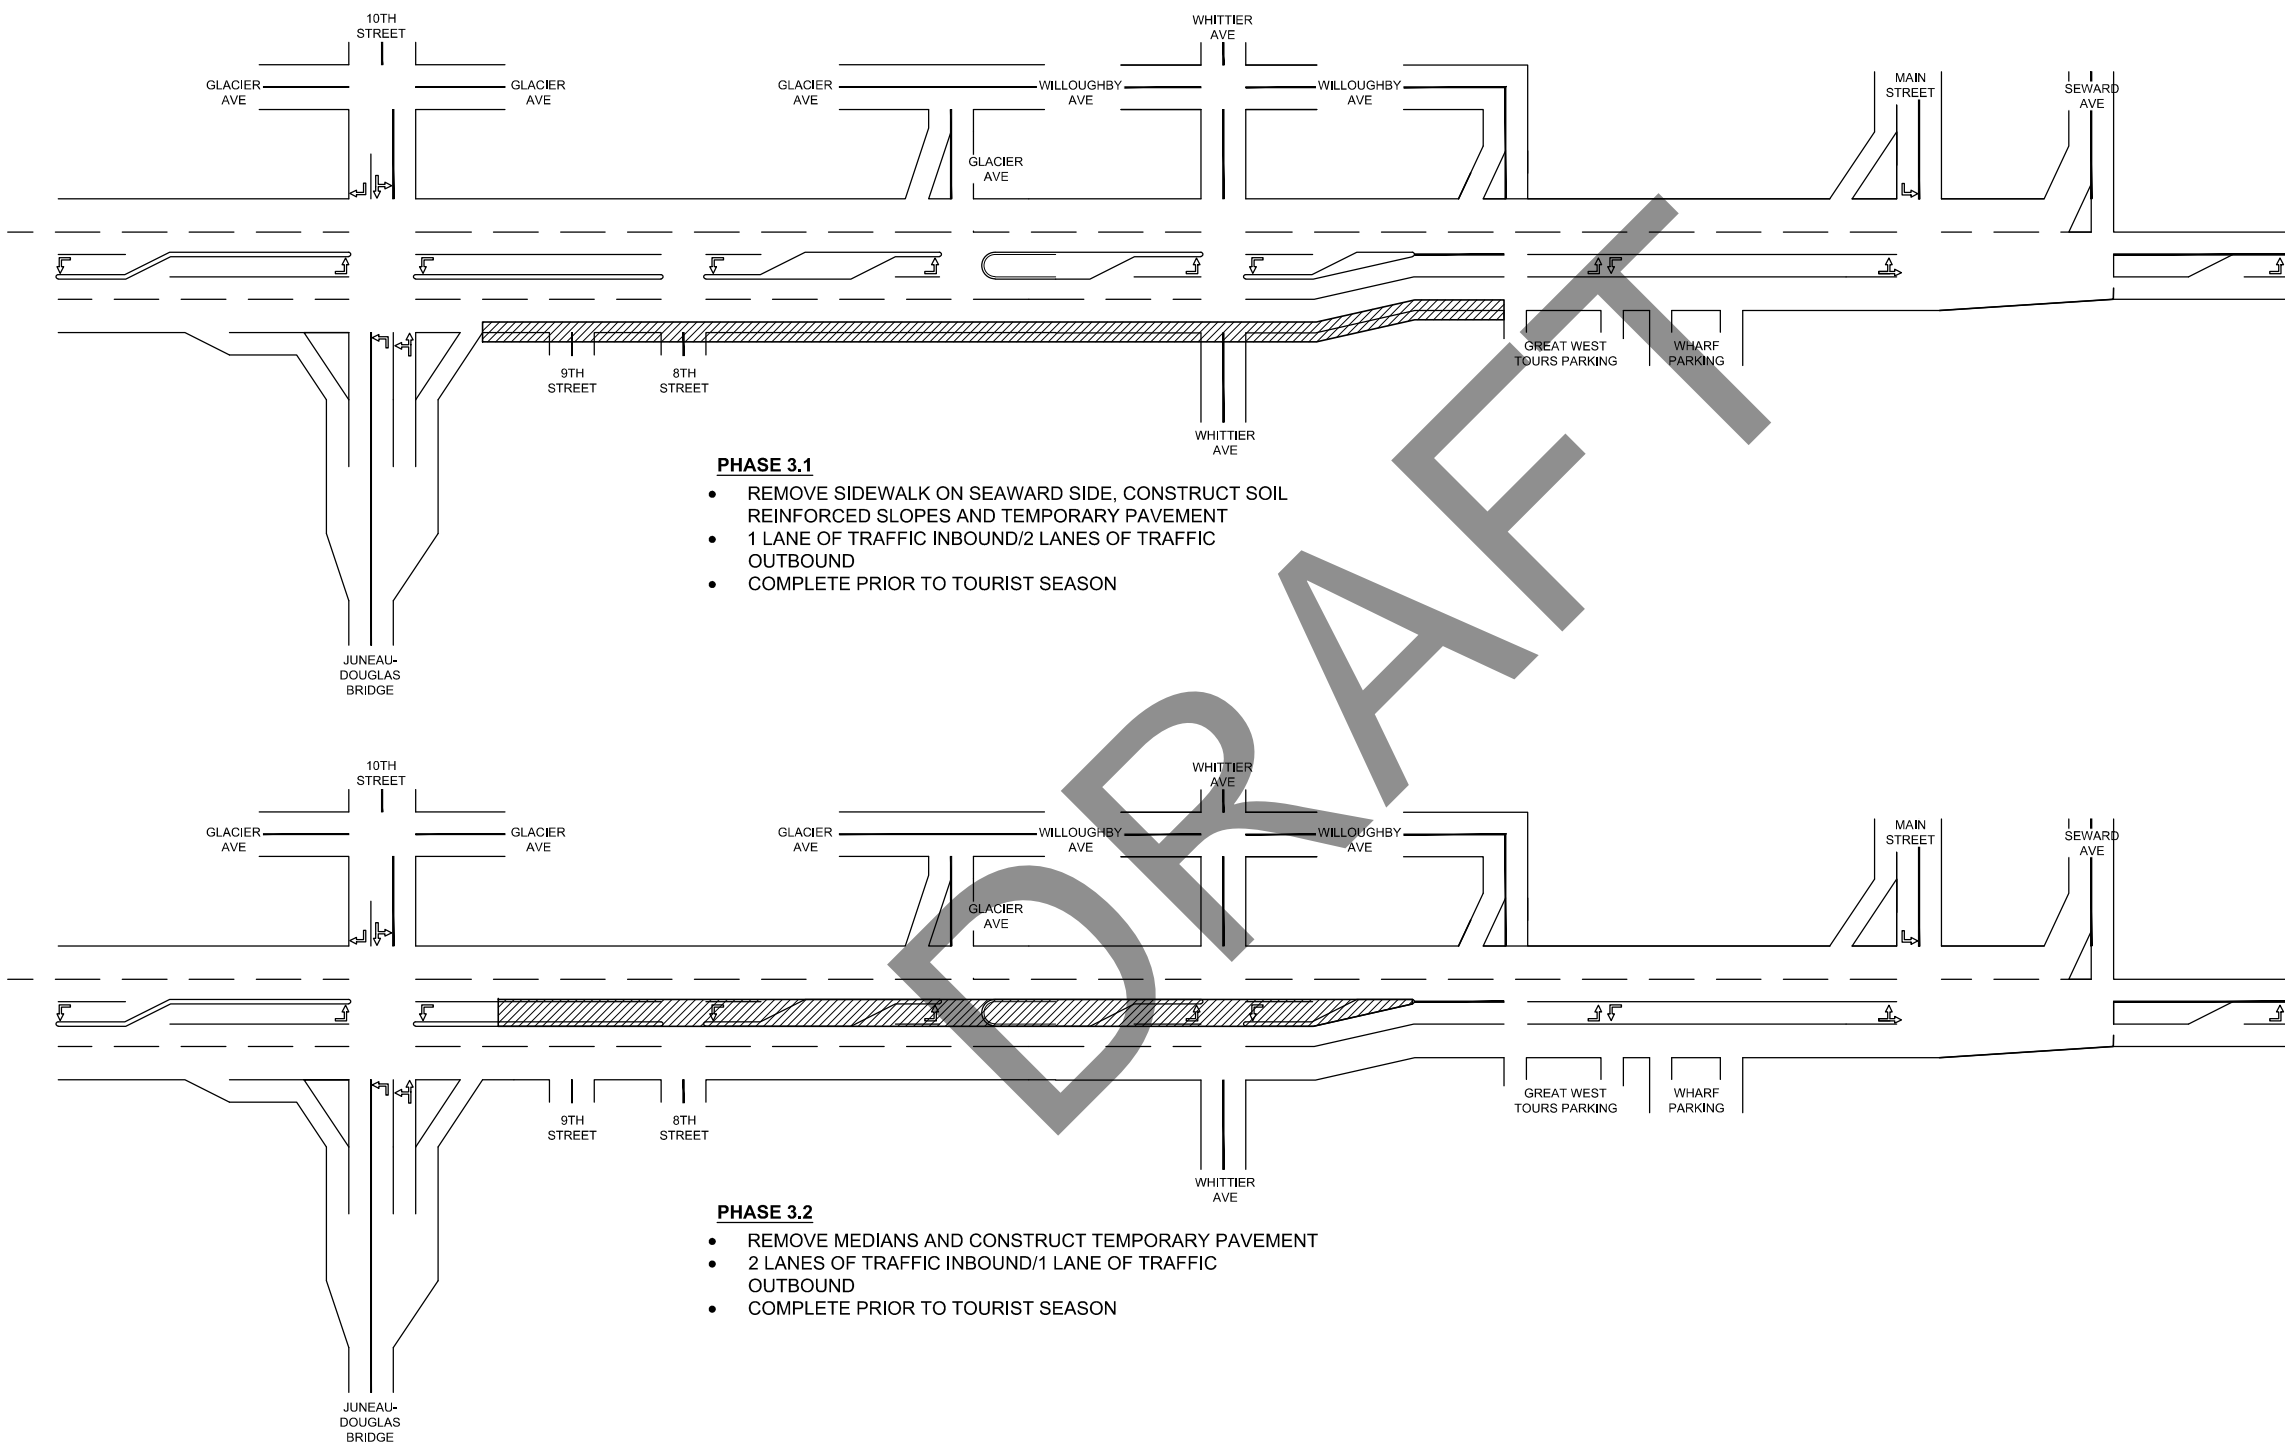 10TH
STREET
WHITTIER
AVE
GLACIER
AVE
GLACIER
AVE
GLACIER
AVE
WILLOUGHBY
AVE
WILLOUGHBY
AVE
MAIN
STREET
SEWARD
AVE
GLACIER
AVE
9TH
STREET
8TH
STREET
GREAT WEST
TOURS PARKING
WHARF
PARKING
WHITTIER
AVE
PHASE 3.1
• REMOVE SIDEWALK ON SEAWARD SIDE, CONSTRUCT SOIL
REINFORCED SLOPES AND TEMPORARY PAVEMENT
• 1 LANE OF TRAFFIC INBOUND/2 LANES OF TRAFFIC
OUTBOUND
• COMPLETE PRIOR TO TOURIST SEASON
JUNEAU-
DOUGLAS
BRIDGE
DRAFT
10TH
STREET
WHITTIER
AVE
GLACIER
AVE
GLACIER
AVE
GLACIER
AVE
WILLOUGHBY
AVE
WILLOUGHBY
AVE
MAIN
STREET
SEWARD
AVE
GLACIER
AVE
9TH
STREET
8TH
STREET
GREAT WEST
TOURS PARKING
WHARF
PARKING
WHITTIER
AVE
PHASE 3.2
• REMOVE MEDIANS AND CONSTRUCT TEMPORARY PAVEMENT
• 2 LANES OF TRAFFIC INBOUND/1 LANE OF TRAFFIC
OUTBOUND
• COMPLETE PRIOR TO TOURIST SEASON
JUNEAU-
DOUGLAS
BRIDGE